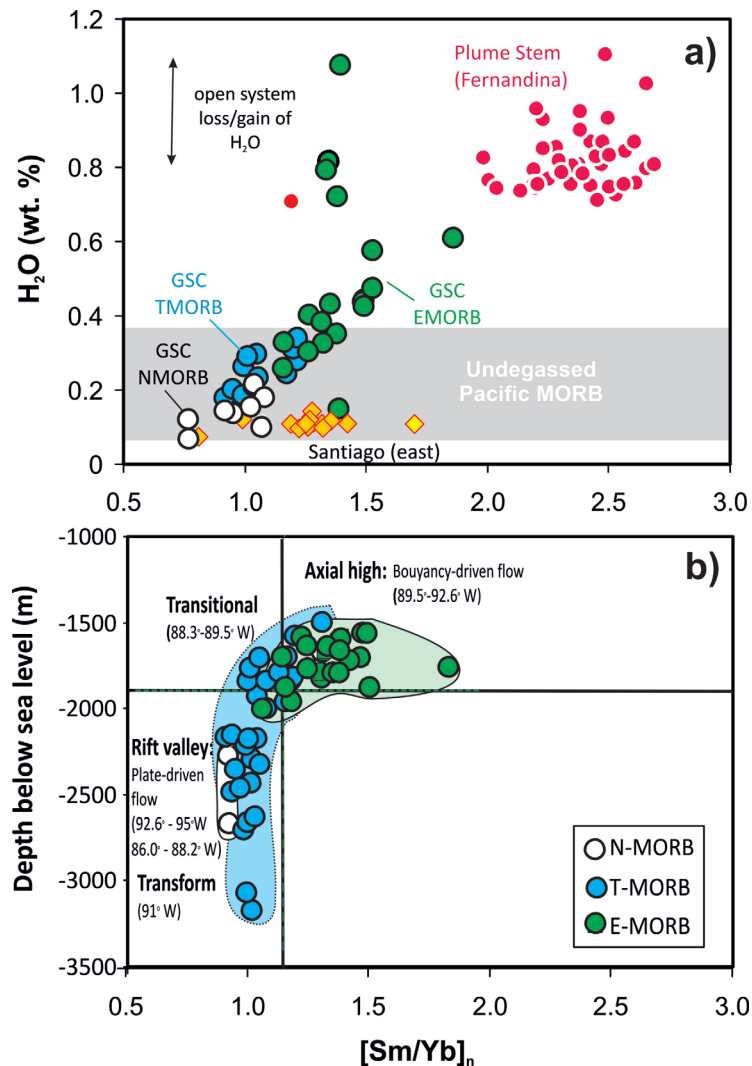 a)
1.2
1.0
0.8
0.6
0.4
0.2
0
H₂O (wt. %)
open system
loss/gain of
H₂O
Plume Stem
(Fernandina)
GSC
TMORB
GSC
EMORB
GSC
NMORB
Undegassed
Pacific MORB
Santiago (east)
0.5 1.0 1.5 2.0 2.5 3.0
b)
-1000
-1500
-2000
-2500
-3000
-3500
Depth below sea level (m)
Axial high: Bouyancy-driven flow
(89.5°-92.6° W)
Transitional
(88.3°-89.5° W)
Rift valley:
Plate-driven
flow
(92.6° - 95°W
86.0° - 88.2° W)
Transform
(91° W)
N-MORB
T-MORB
E-MORB
0.5 1.0 1.5 2.0 2.5 3.0
[Sm/Yb]ₙ